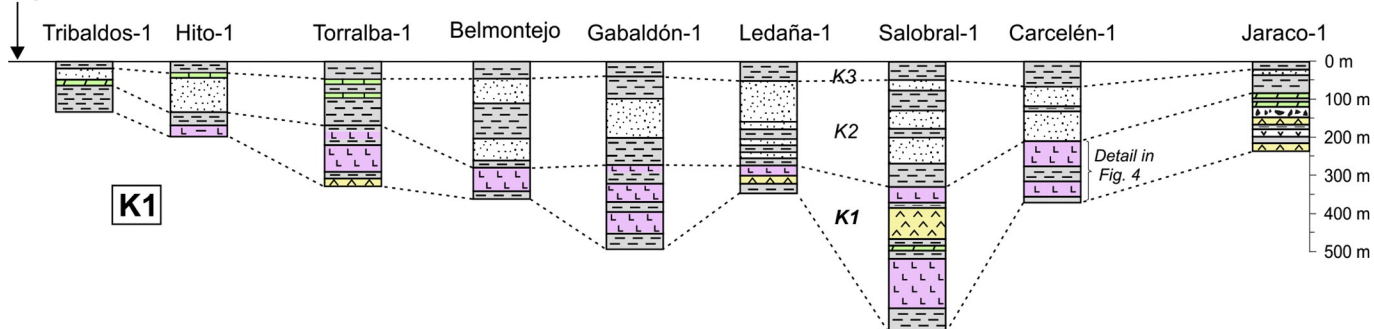 Tribaldos-1 Hito-1 Torralba-1 Belmontejo Gabaldón-1 Ledaña-1 Salobral-1 Carcelén-1 Jaraco-1
0 m
K3
100 m
K2
200 m
Detail in
Fig. 4
300 m
K1
K1
400 m
500 m